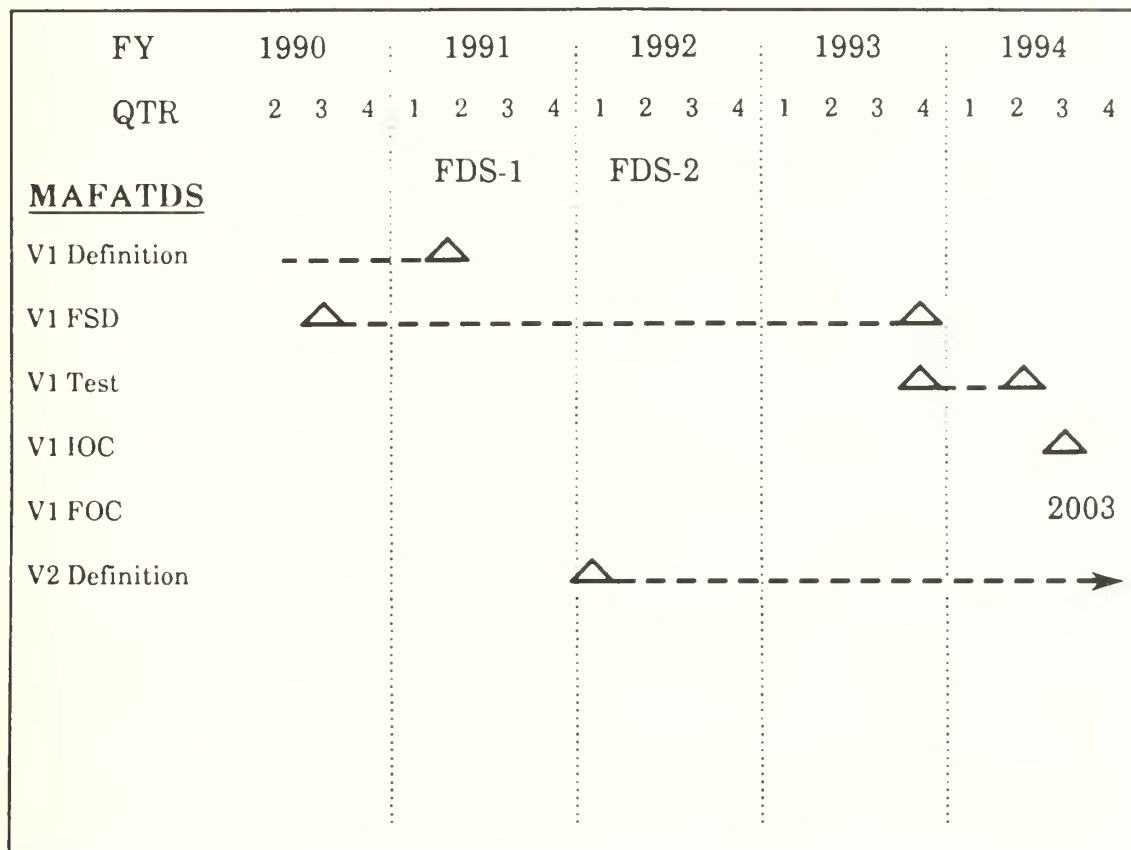 FY 1990 1991 1992 1993 1994
QTR 2 3 4 1 2 3 4 1 2 3 4 1 2 3 4 1 2 3 4
FDS-1 FDS-2
MAFATDS
V1 Definition
V1 FSD
V1 Test
V1 IOC
V1 FOC 2003
V2 Definition